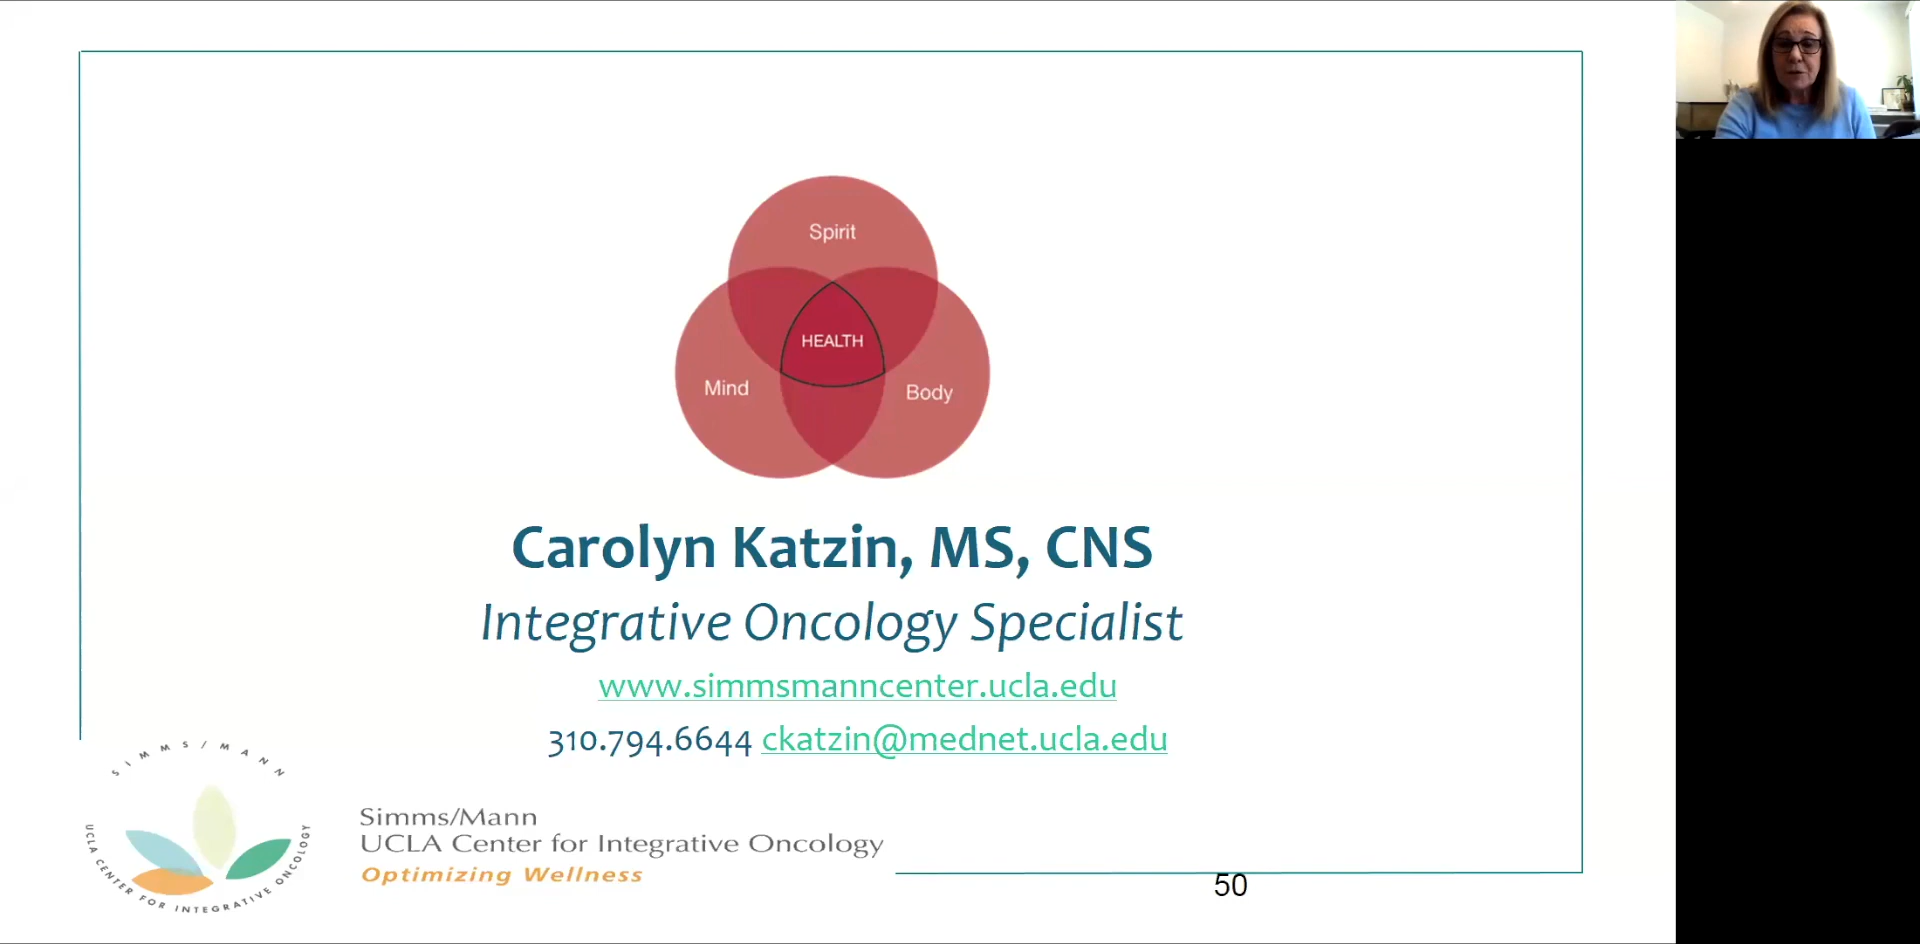 Spirit
HEALTH
Mind
Body
Carolyn Katzin, MS, CNS
Integrative Oncology Specialist
www.simmsmanncenter.ucla.edu
310.794.6644 ckatzin@mednet.ucla.edu
SIMMS/MANN
UCLA CENTER FOR INTEGRATIVE ONCOLOGY
Simms/Mann
UCLA Center for Integrative Oncology
Optimizing Wellness
50